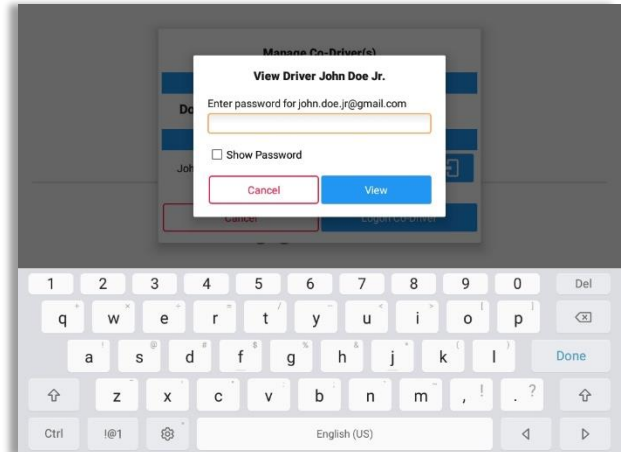 Manage Co-Driver(s)
View Driver John Doe Jr.
Do
Enter password for john.doe.jr@gmail.com
Show Password
Joh
Cancel View
Cancel Logon Co-Driver
1 2 3 4 5 6 7 8 9 0 Del
q w e r t y u i o p
a s d f g h j k l Done
z x c v b n m , ! . ?
Ctrl !@1 English (US)